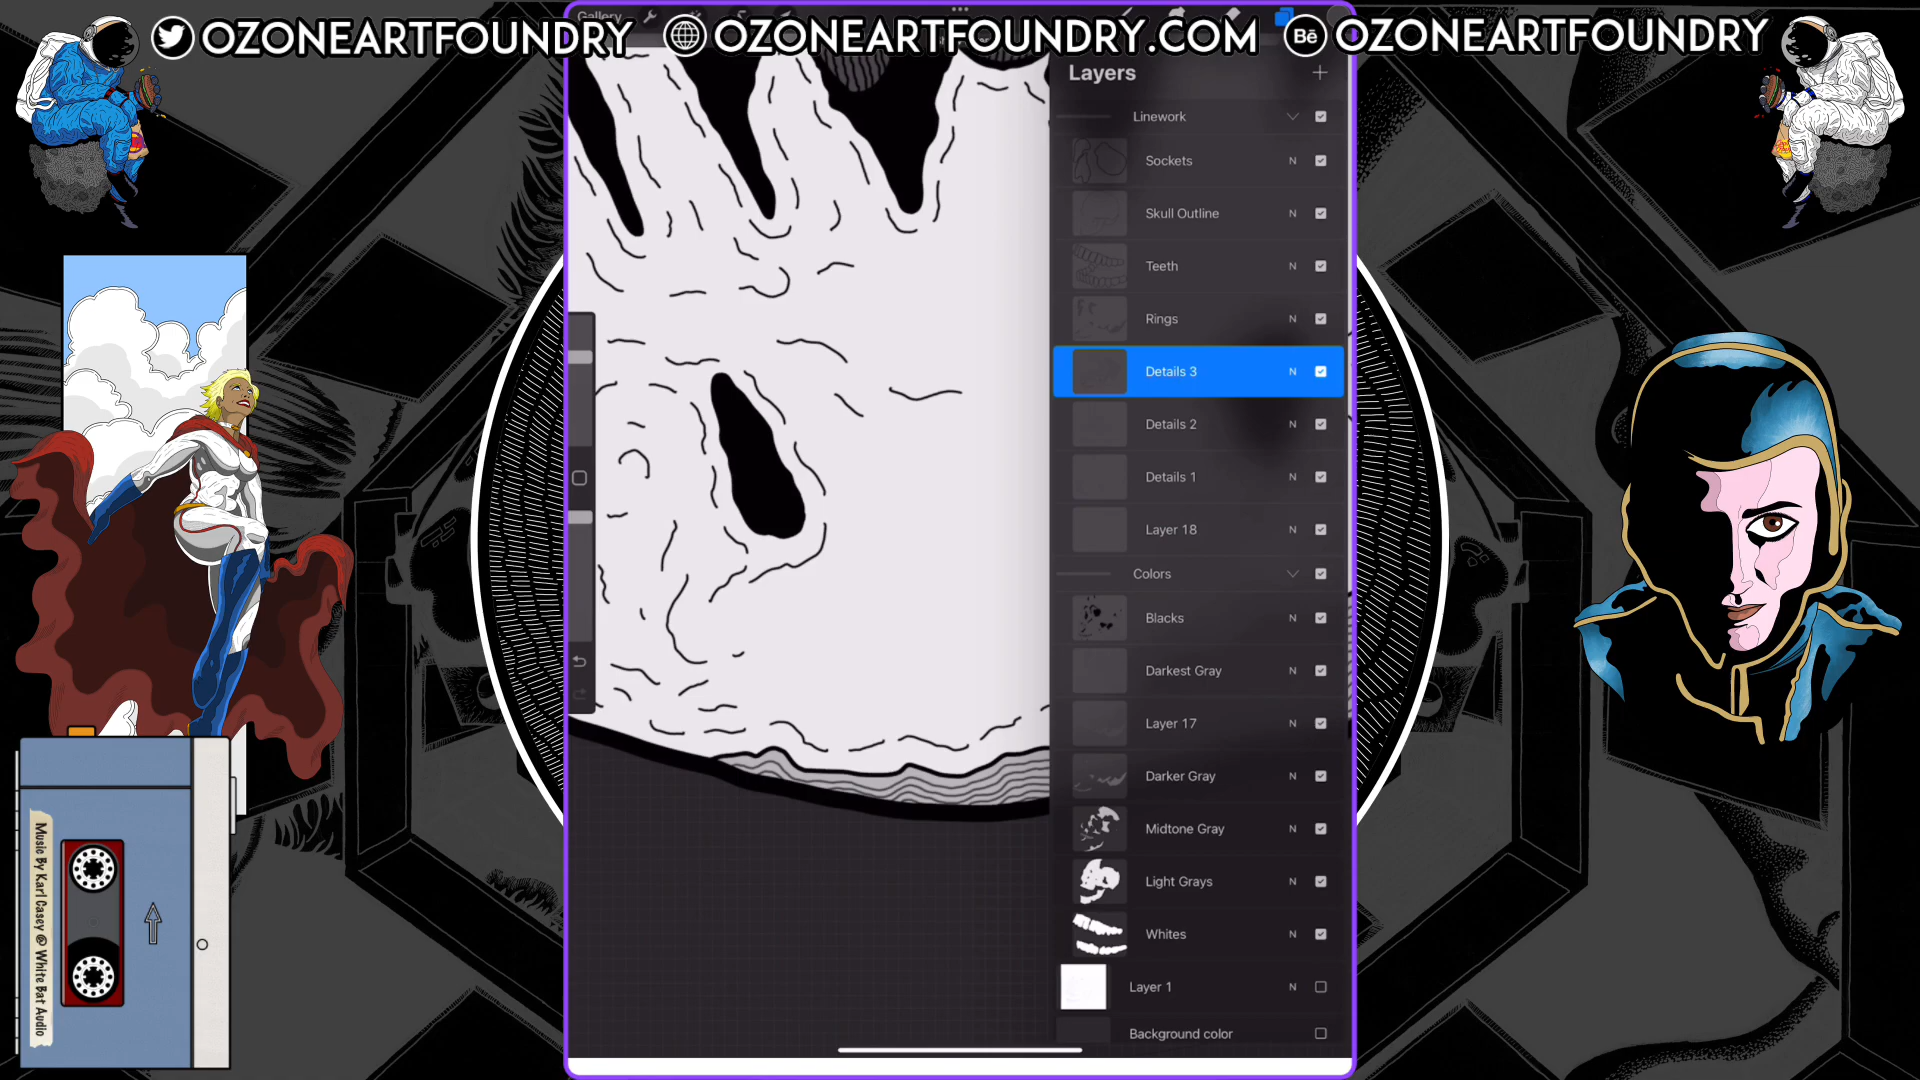 OZONEARTFOUNDRY OZONEARTFOUNDRY.COM Bē OZONEARTFOUNDRY
Gallery
Layers
Linework
Sockets N
Skull Outline N
Teeth N
Rings N
Details 3 N
Details 2 N
Details 1 N
Layer 18 N
Colors
Blacks N
Darkest Gray N
Layer 17 N
Darker Gray N
Midtone Gray N
Light Grays N
Whites N
Layer 1 N
Background color
Music By Karl Casey @ White Bat Audio